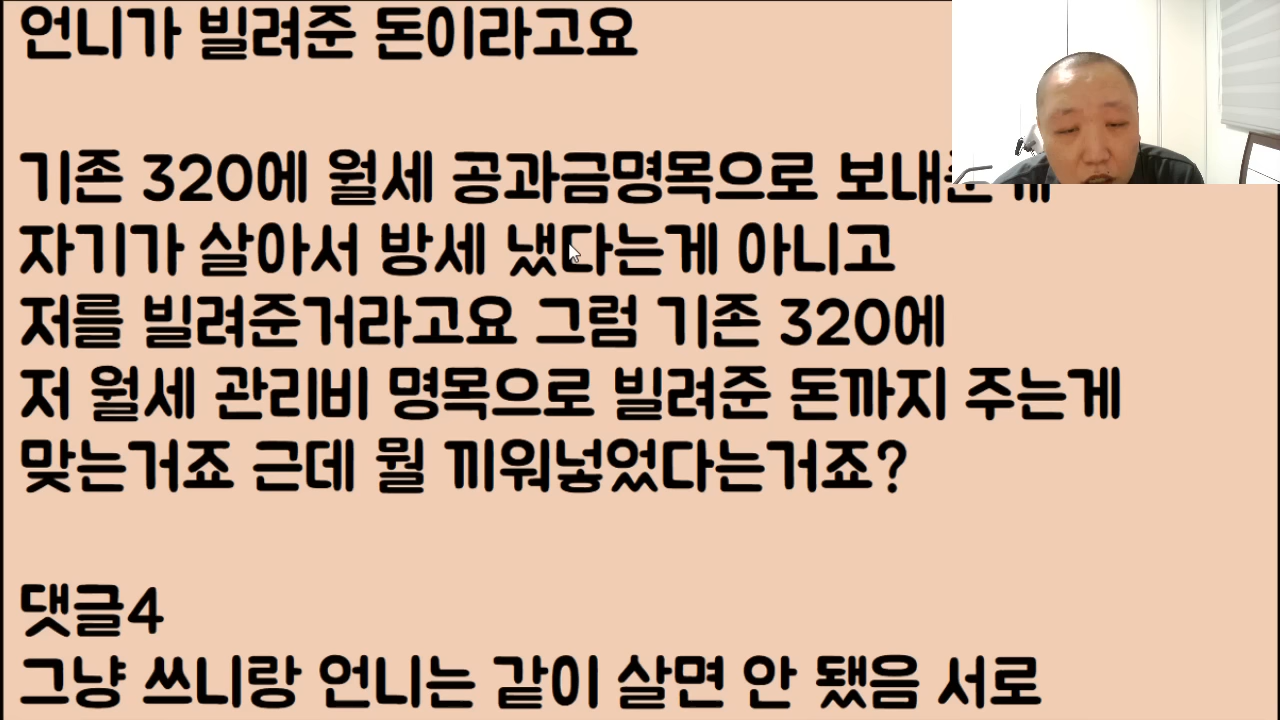 언니가 빌려준 돈이라고요
기존 320에 월세 공과금명목으로 보내준 게
자기가 살아서 방세 냈다는게 아니고
저를 빌려준거라고요 그럼 기존 320에
저 월세 관리비 명목으로 빌려준 돈까지 주는게
맞는거죠 근데 뭘 끼워넣었다는거죠?
댓글4
그냥 쓰니랑 언니는 같이 살면 안 됐음 서로